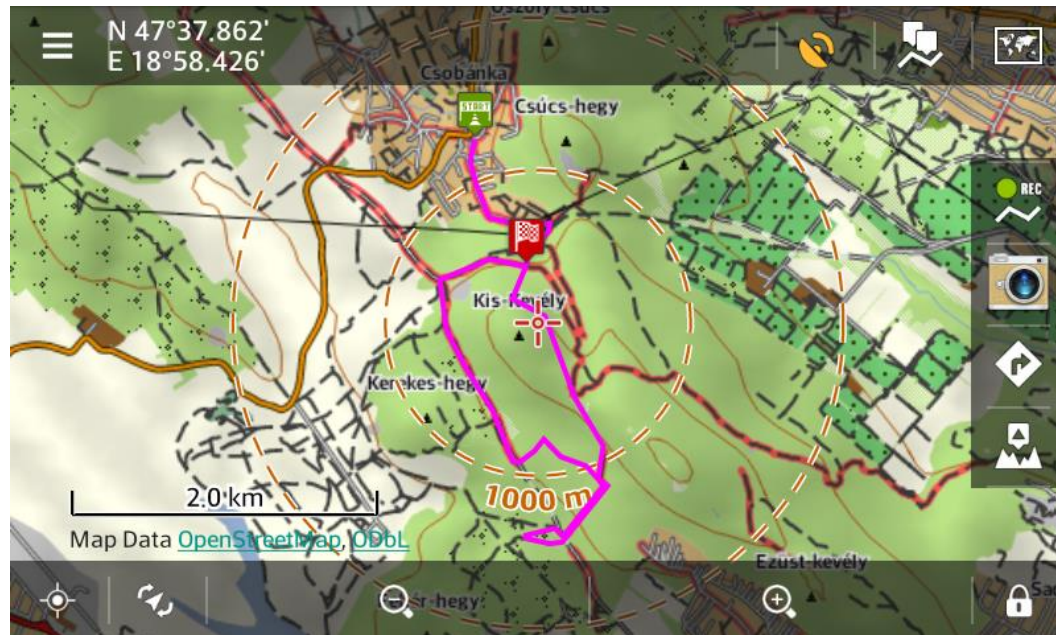 N 47°37.862'
E 18°58.426'
Csobánka
START
Csúcs-hegy
REC
Kis-Kevély
Kerekes-hegy
1000 m
2.0 km
Map Data OpenStreetMap, ODbL
Ezüst-kevély